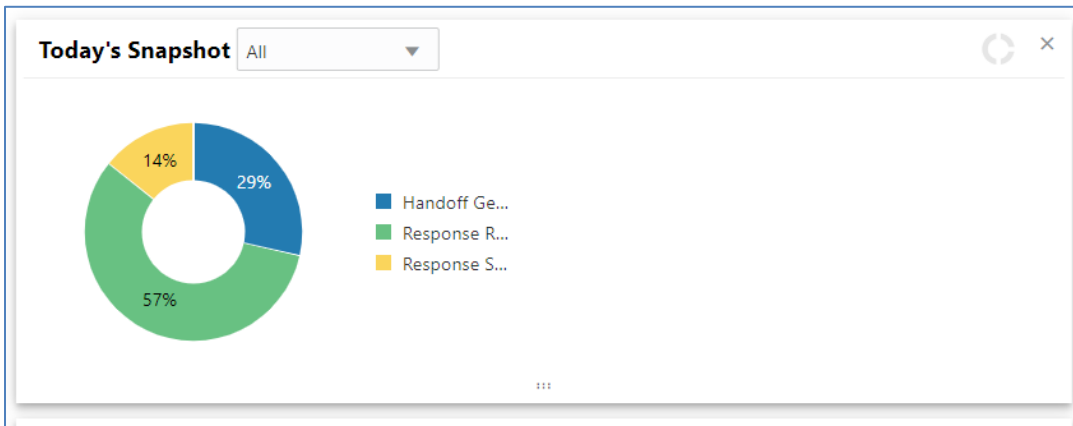 Today's Snapshot All
14%
29%
57%
Handoff Ge...
Response R...
Response S...